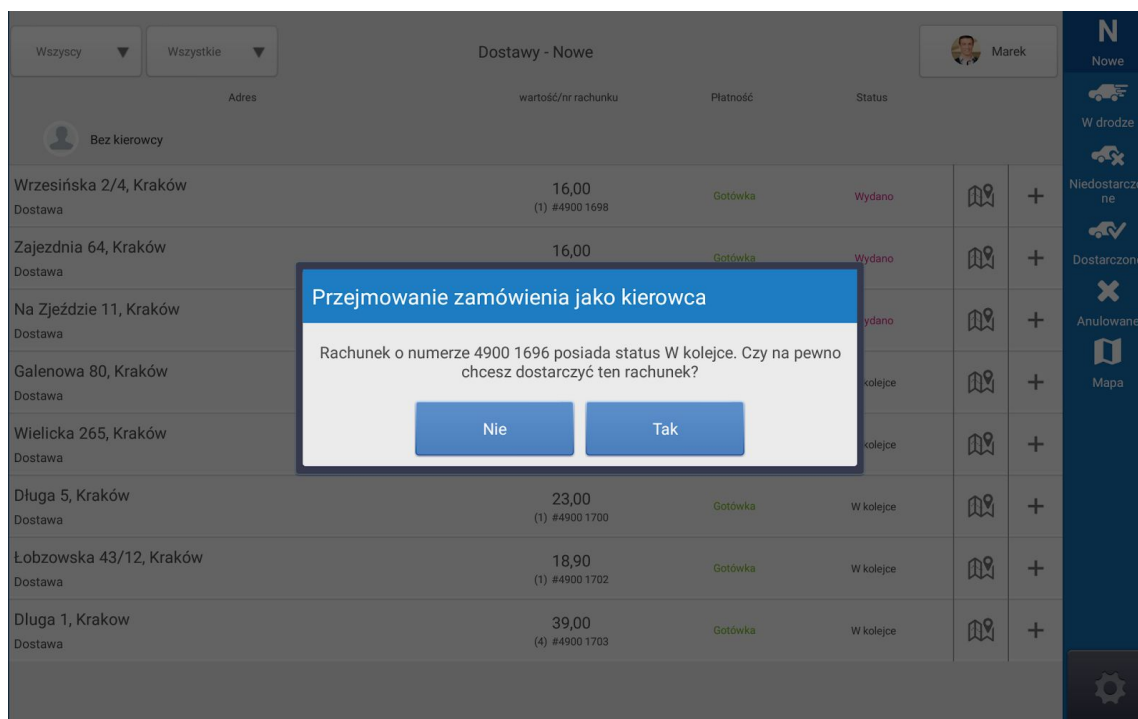 Wszyscy
Wszystkie
Dostawy - Nowe
Marek
N
Nowe
Adres
wartość/nr rachunku
Płatność
Status
Bez kierowcy
W drodze
Niedostarczo
ne
Dostarczone
Anulowane
Mapa
Wrzesińska 2/4, Kraków
Dostawa
16,00
(1) #4900 1698
Gotówka
Wydano
Zajezdnia 64, Kraków
Dostawa
16,00
Gotówka
Wydano
Na Zjeździe 11, Kraków
Dostawa
ydano
Galenowa 80, Kraków
Dostawa
kolejce
Wielicka 265, Kraków
Dostawa
kolejce
Przejmowanie zamówienia jako kierowca
Rachunek o numerze 4900 1696 posiada status W kolejce. Czy na pewno
chcesz dostarczyć ten rachunek?
Nie
Tak
Długa 5, Kraków
Dostawa
23,00
(1) #4900 1700
Gotówka
W kolejce
Łobzowska 43/12, Kraków
Dostawa
18,90
(1) #4900 1702
Gotówka
W kolejce
Dluga 1, Krakow
Dostawa
39,00
(4) #4900 1703
Gotówka
W kolejce